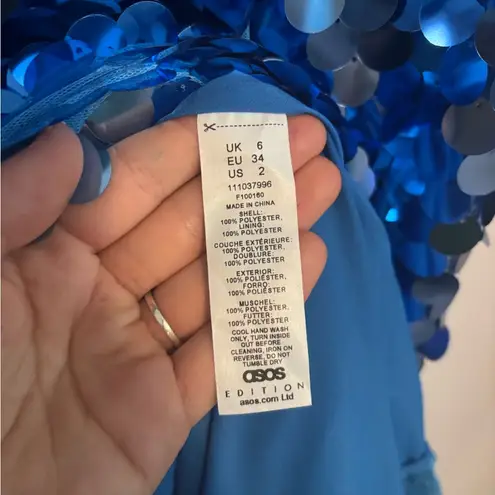 UK 6
EU 34
US 2
111037996
F100160
MADE IN CHINA
SHELL:
100% POLYESTER,
LINING:
100% POLYESTER
COUCHE EXTÉRIEURE:
100% POLYESTER,
DOUBLURE:
100% POLYESTER
EXTERIOR:
100% POLIÉSTER,
FORRO:
100% POLIÉSTER
MUSCHEL:
100% POLYESTER,
FUTTER:
100% POLYESTER
COOL HAND WASH
ONLY, TURN INSIDE
OUT BEFORE
CLEANING, IRON ON
REVERSE, DO NOT
TUMBLE DRY
asos
EDITION
asos.com Ltd